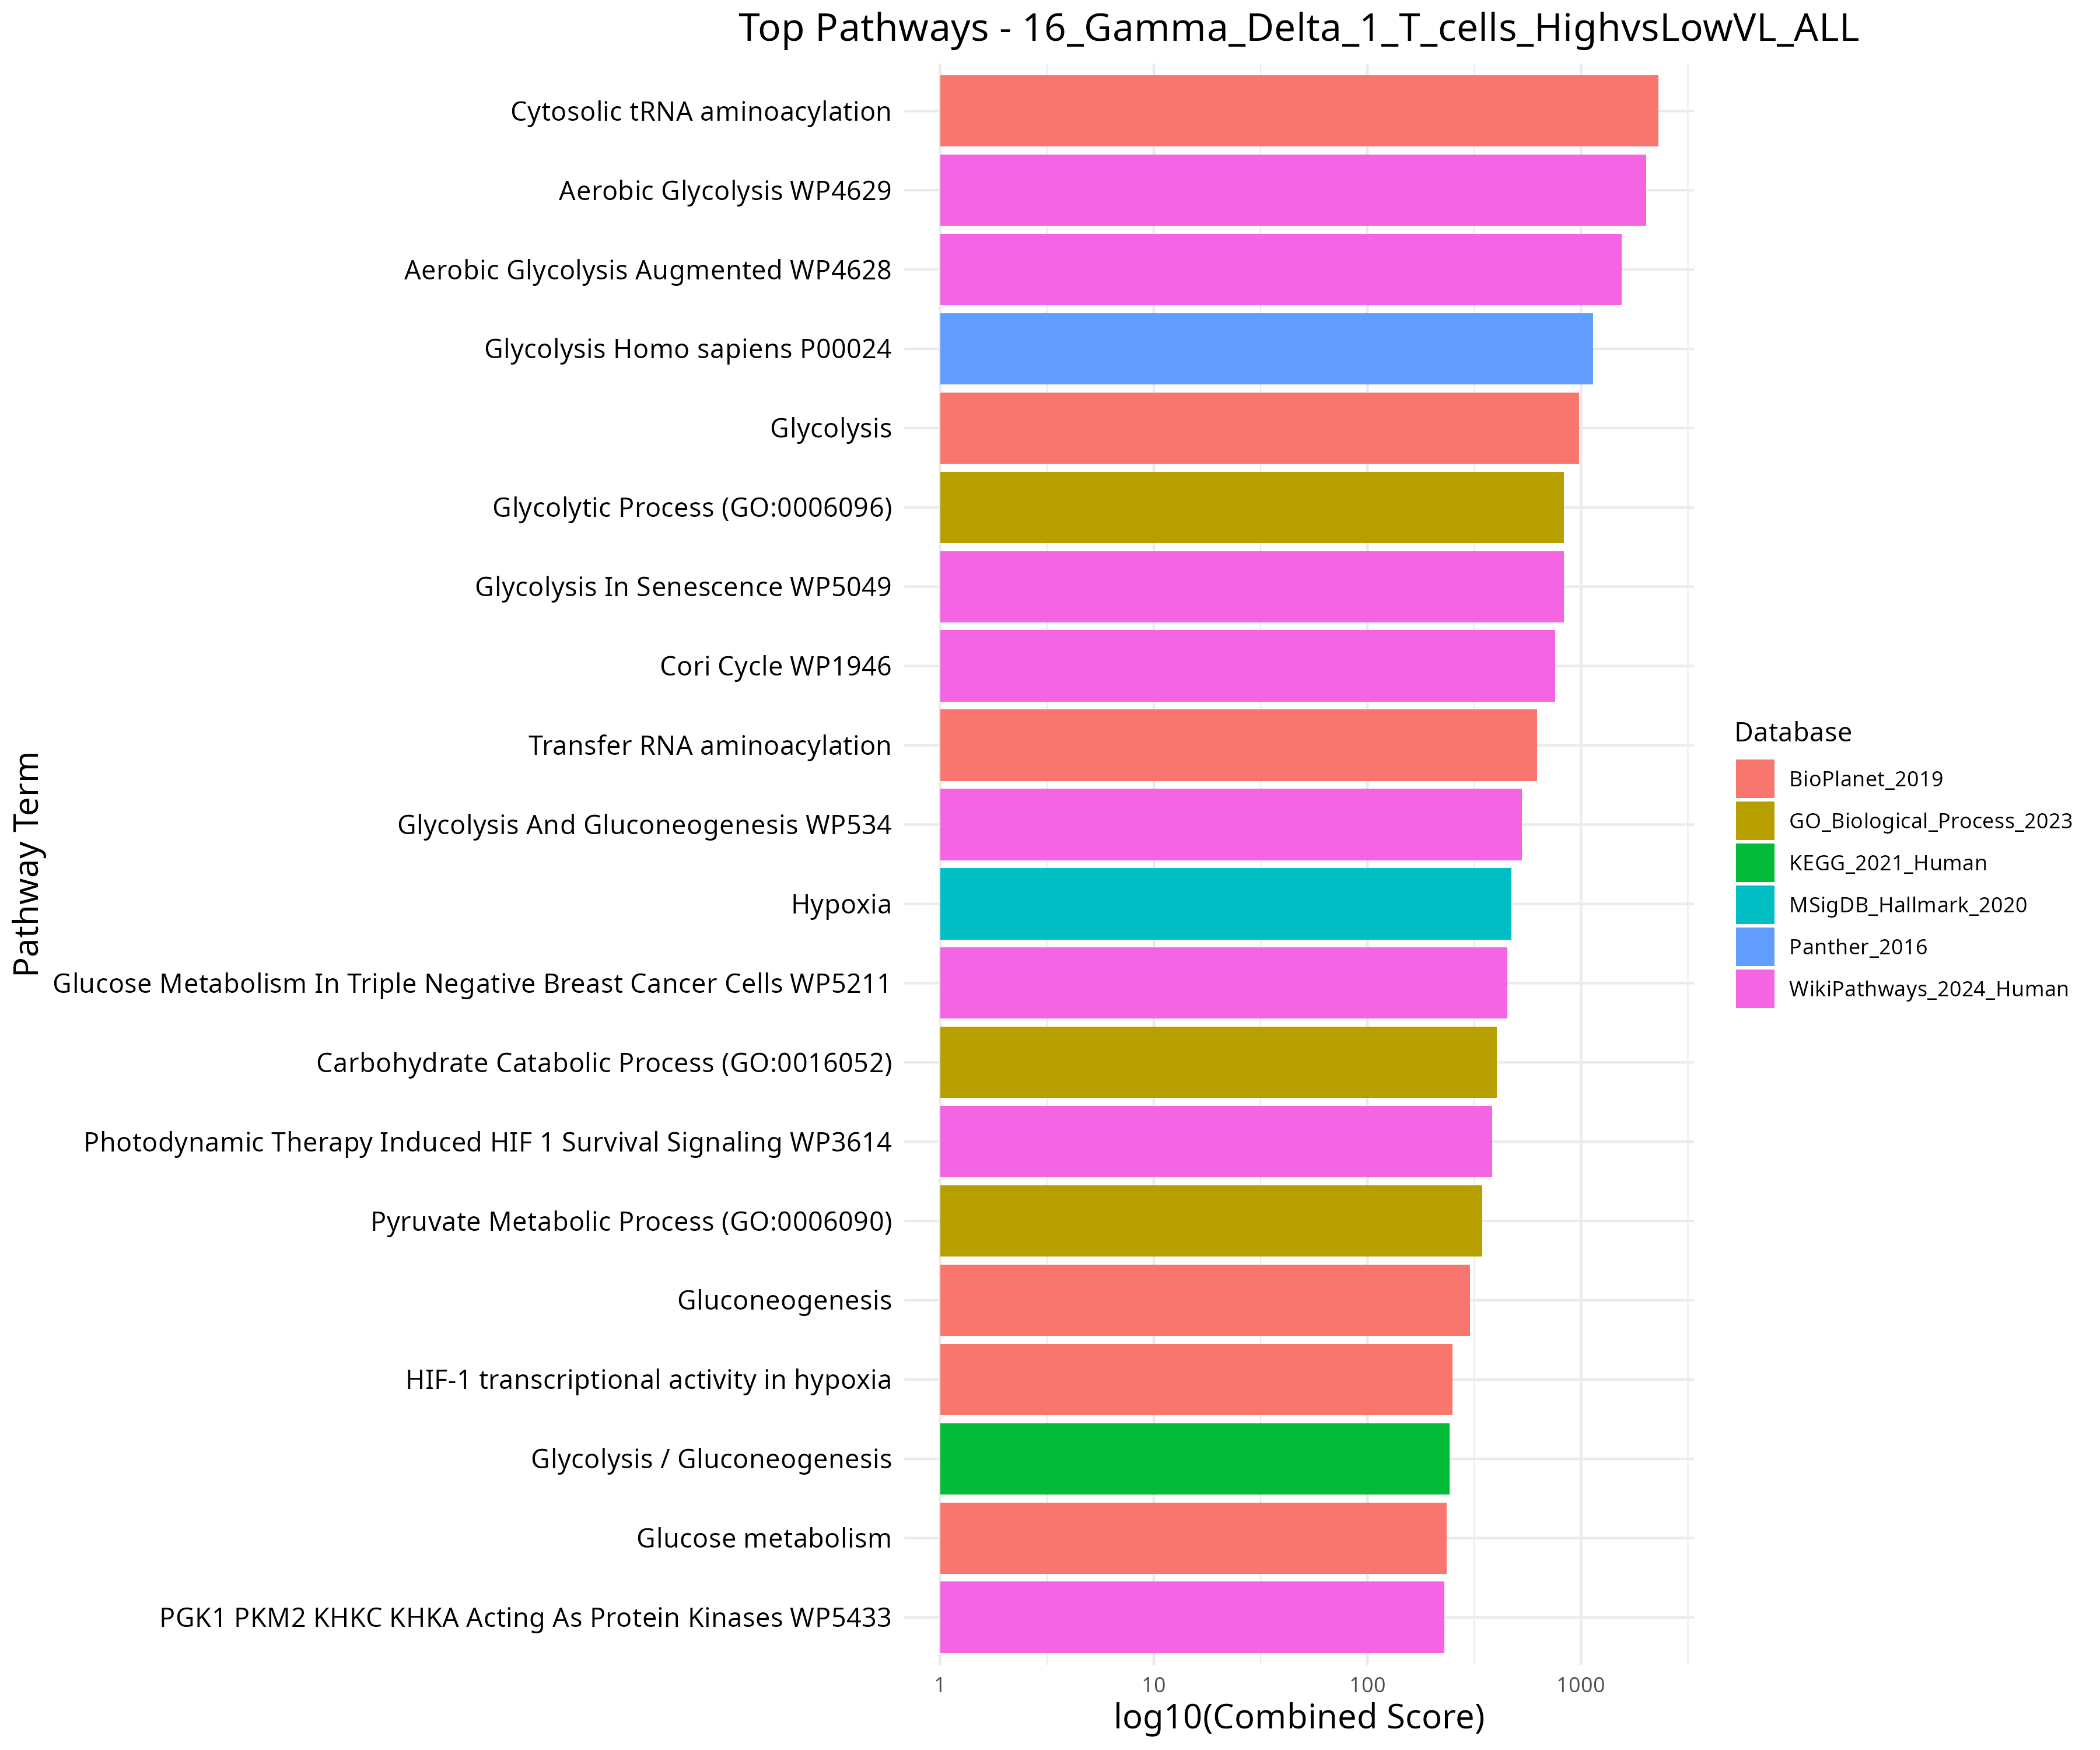 Top Pathways - 16_Gamma_Delta_1_T_cells_HighvsLowVL_ALL
Pathway Term
Cytosolic tRNA aminoacylation
Aerobic Glycolysis WP4629
Aerobic Glycolysis Augmented WP4628
Glycolysis Homo sapiens P00024
Glycolysis
Glycolytic Process (GO:0006096)
Glycolysis In Senescence WP5049
Cori Cycle WP1946
Transfer RNA aminoacylation
Glycolysis And Gluconeogenesis WP534
Hypoxia
Glucose Metabolism In Triple Negative Breast Cancer Cells WP5211
Carbohydrate Catabolic Process (GO:0016052)
Photodynamic Therapy Induced HIF 1 Survival Signaling WP3614
Pyruvate Metabolic Process (GO:0006090)
Gluconeogenesis
HIF-1 transcriptional activity in hypoxia
Glycolysis / Gluconeogenesis
Glucose metabolism
PGK1 PKM2 KHKC KHKA Acting As Protein Kinases WP5433
1 10 100 1000
log10(Combined Score)
Database
BioPlanet_2019
GO_Biological_Process_2023
KEGG_2021_Human
MSigDB_Hallmark_2020
Panther_2016
WikiPathways_2024_Human